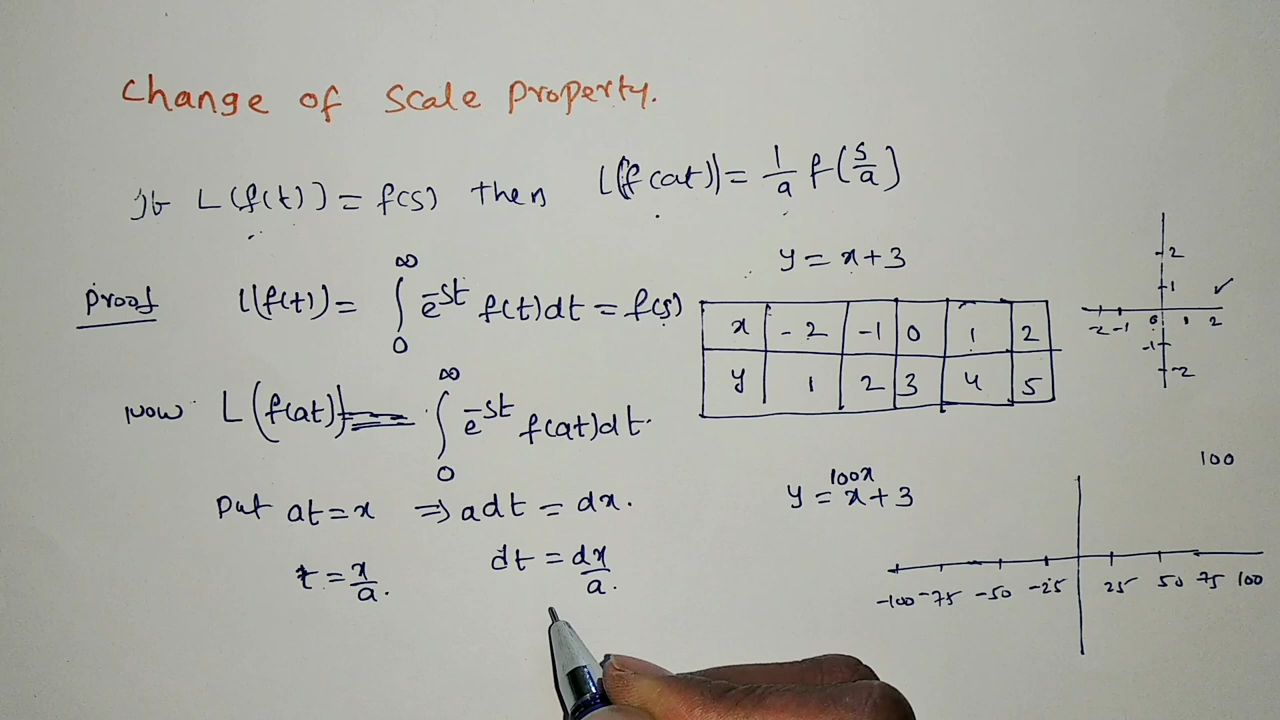 Change of scale property.
If L(f(t)) = f(s) then L(f(at)) = 1/a f(s/a)
y = x + 3
Proof L(f(t)) = ∫₀^∞ e^-st f(t)dt = f(s)
x -2 -1 0 1 2
y 1 2 3 4 5
2
1
-2 -1 0 1 2
-1
-2
Now L(f(at)) = ∫₀^∞ e^-st f(at)dt.
Put at = x ⇒ adt = dx.
t = x/a. dt = dx/a.
100
100x
y = x + 3
-100 -75 -50 -25 25 50 75 100